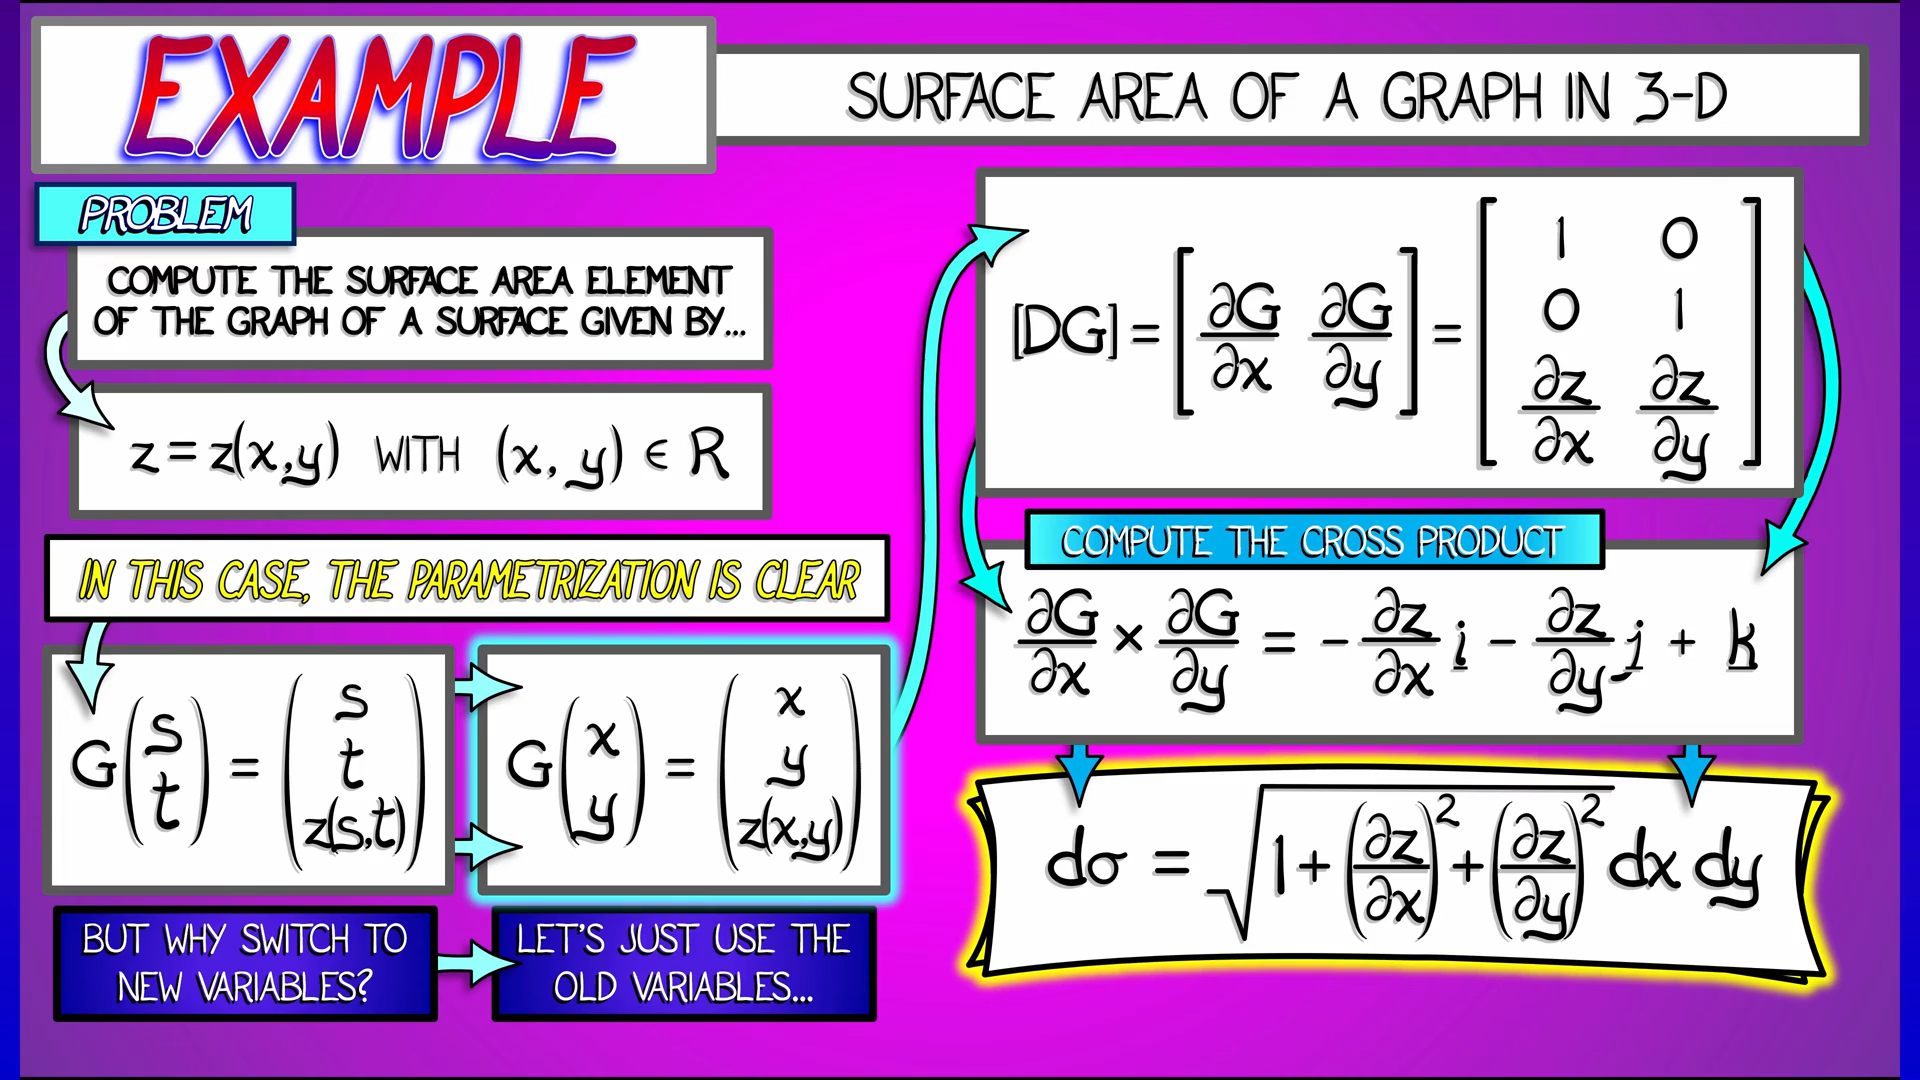 EXAMPLE
SURFACE AREA OF A GRAPH IN 3-D
PROBLEM
COMPUTE THE SURFACE AREA ELEMENT
OF THE GRAPH OF A SURFACE GIVEN BY...
z = z(x,y) WITH (x, y) ∈ R
IN THIS CASE, THE PARAMETRIZATION IS CLEAR
G(s t) = (s t z(s,t))
G(x y) = (x y z(x,y))
BUT WHY SWITCH TO
NEW VARIABLES?
LET'S JUST USE THE
OLD VARIABLES...
[DG] = [∂G/∂x ∂G/∂y] = [1 0 0 1 ∂z/∂x ∂z/∂y]
COMPUTE THE CROSS PRODUCT
∂G/∂x × ∂G/∂y = -∂z/∂x i - ∂z/∂y j + k
dσ = √(1+(∂z/∂x)²+(∂z/∂y)²) dx dy